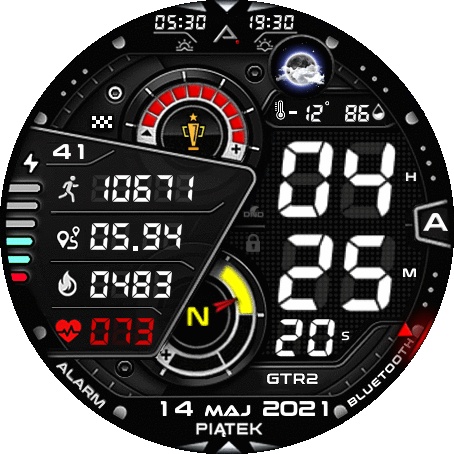 05:30 19:30
-12° 86
41
10671
04 H
A
05.94
DND
0483
25 M
N
073
20 S
GTR2
ALARM
BLUETOOTH
14 MAJ 2021
PIĄTEK